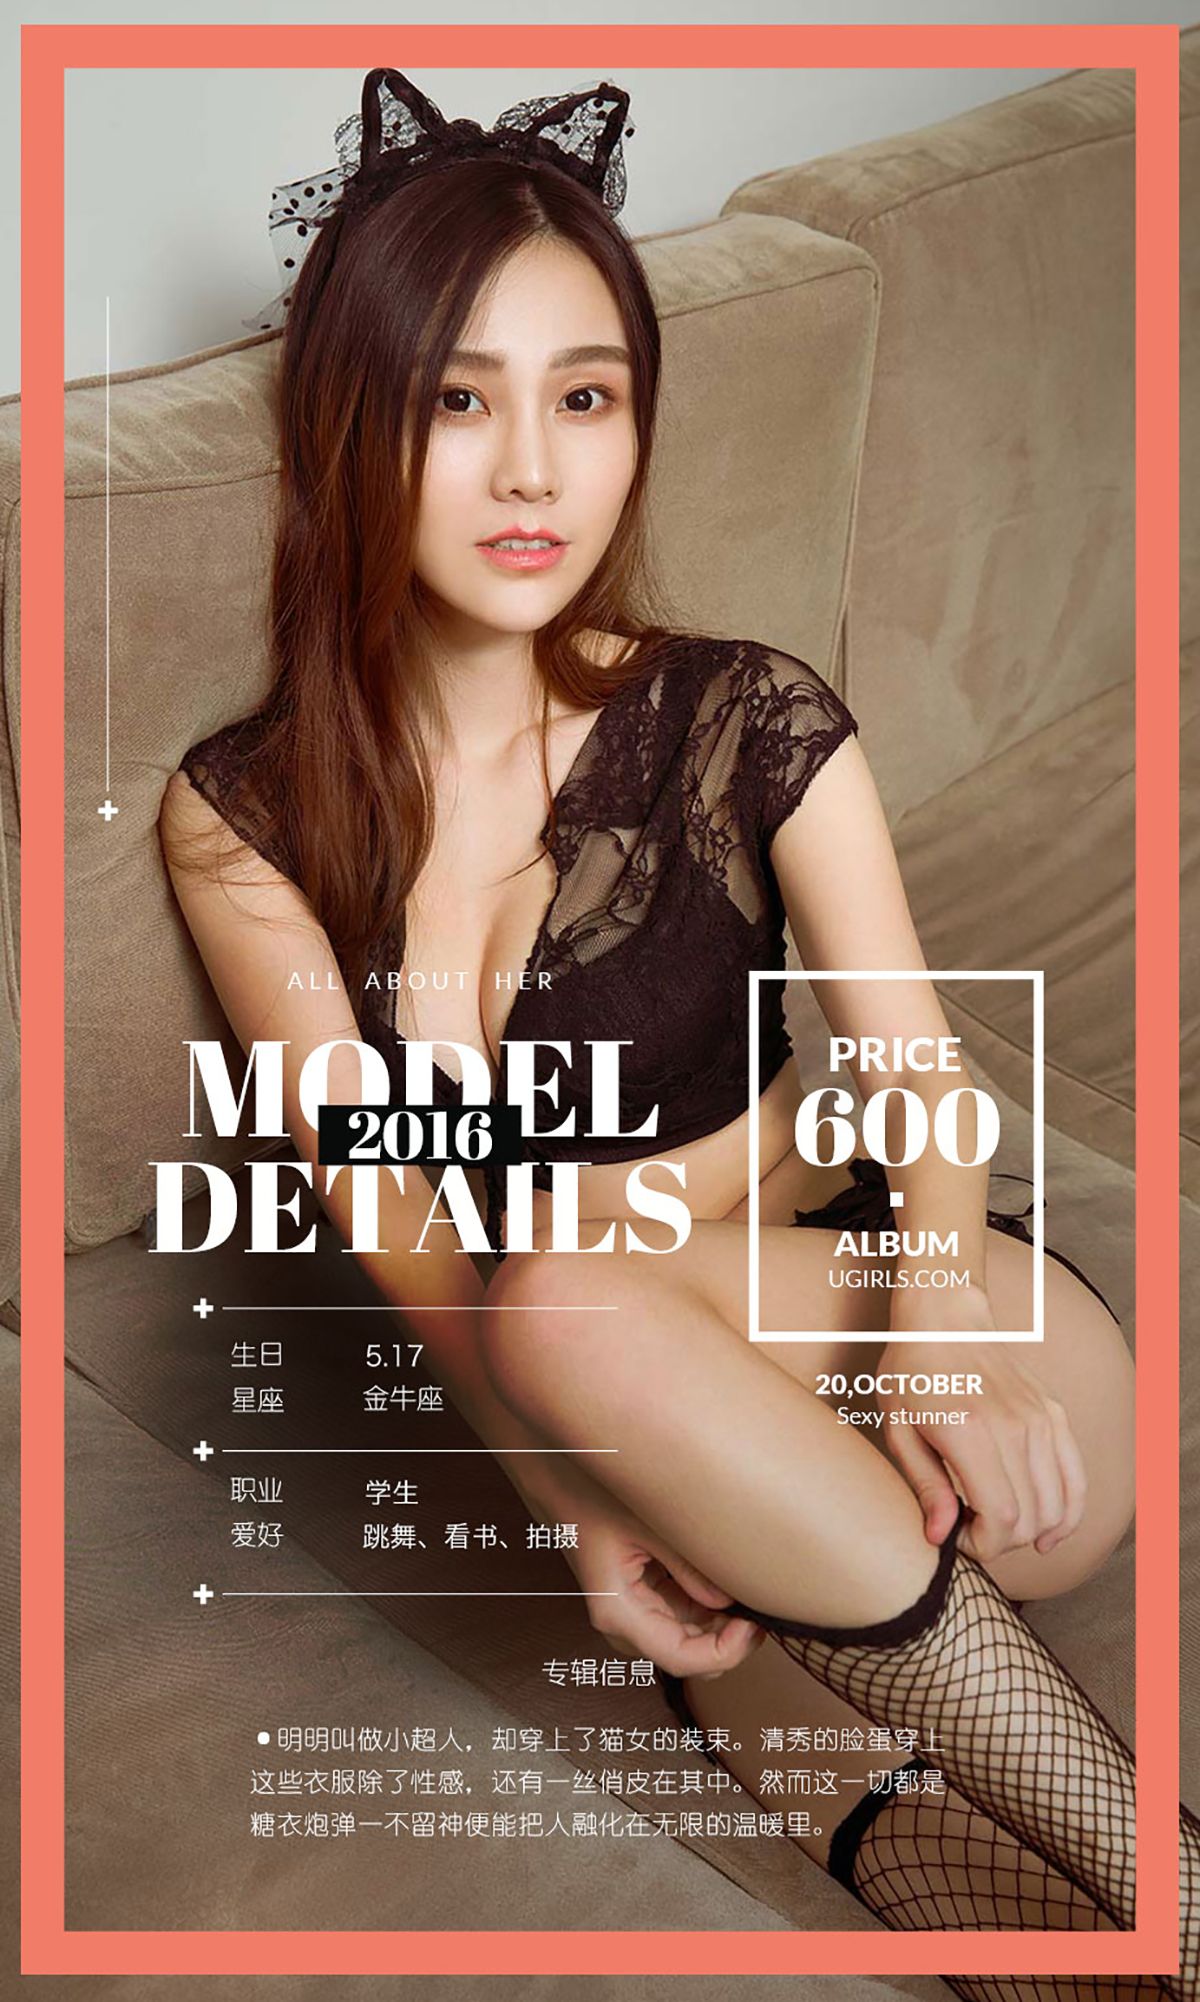 ALL ABOUT HER
MODEL
2016
DETAILS
PRICE
600
ALBUM
UGIRLS.COM
20,OCTOBER
Sexy stunner
生日 5.17
星座 金牛座
职业 学生
爱好 跳舞、看书、拍摄
专辑信息
•明明叫做小超人，却穿上了猫女的装束。清秀的脸蛋穿上
这些衣服除了性感，还有一丝俏皮在其中。然而这一切都是
糖衣炮弹一不留神便能把人融化在无限的温暖里。